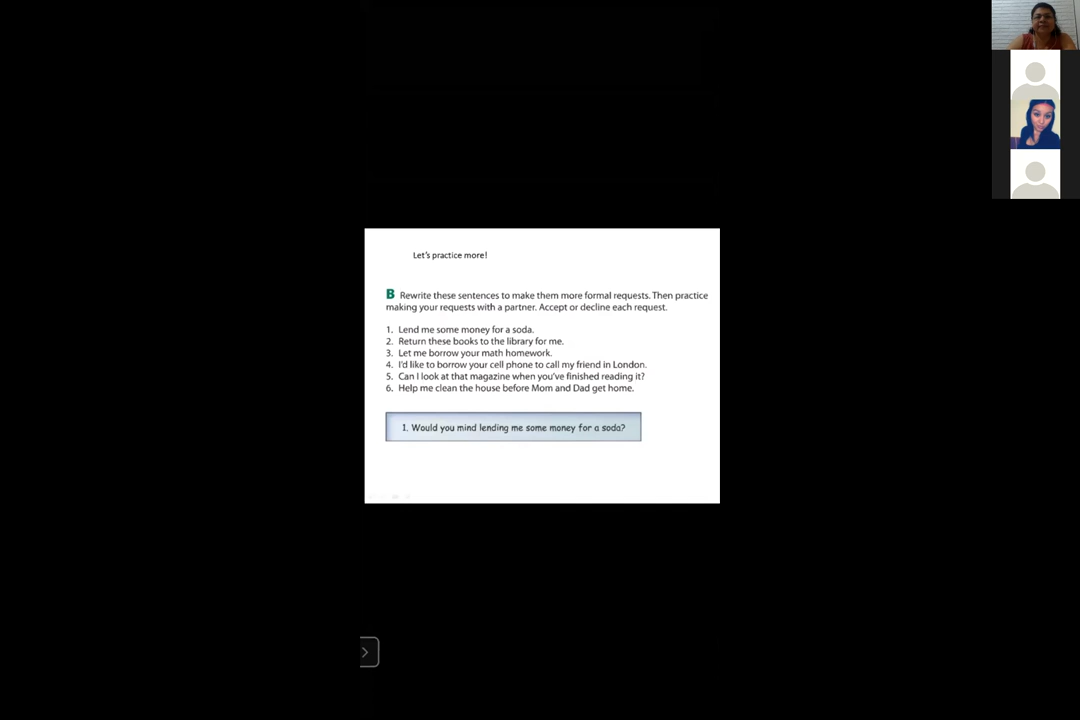 Let's practice more!
B Rewrite these sentences to make them more formal requests. Then practice
making your requests with a partner. Accept or decline each request.
1. Lend me some money for a soda.
2. Return these books to the library for me.
3. Let me borrow your math homework.
4. I'd like to borrow your cell phone to call my friend in London.
5. Can I look at that magazine when you've finished reading it?
6. Help me clean the house before Mom and Dad get home.
1. Would you mind lending me some money for a soda?